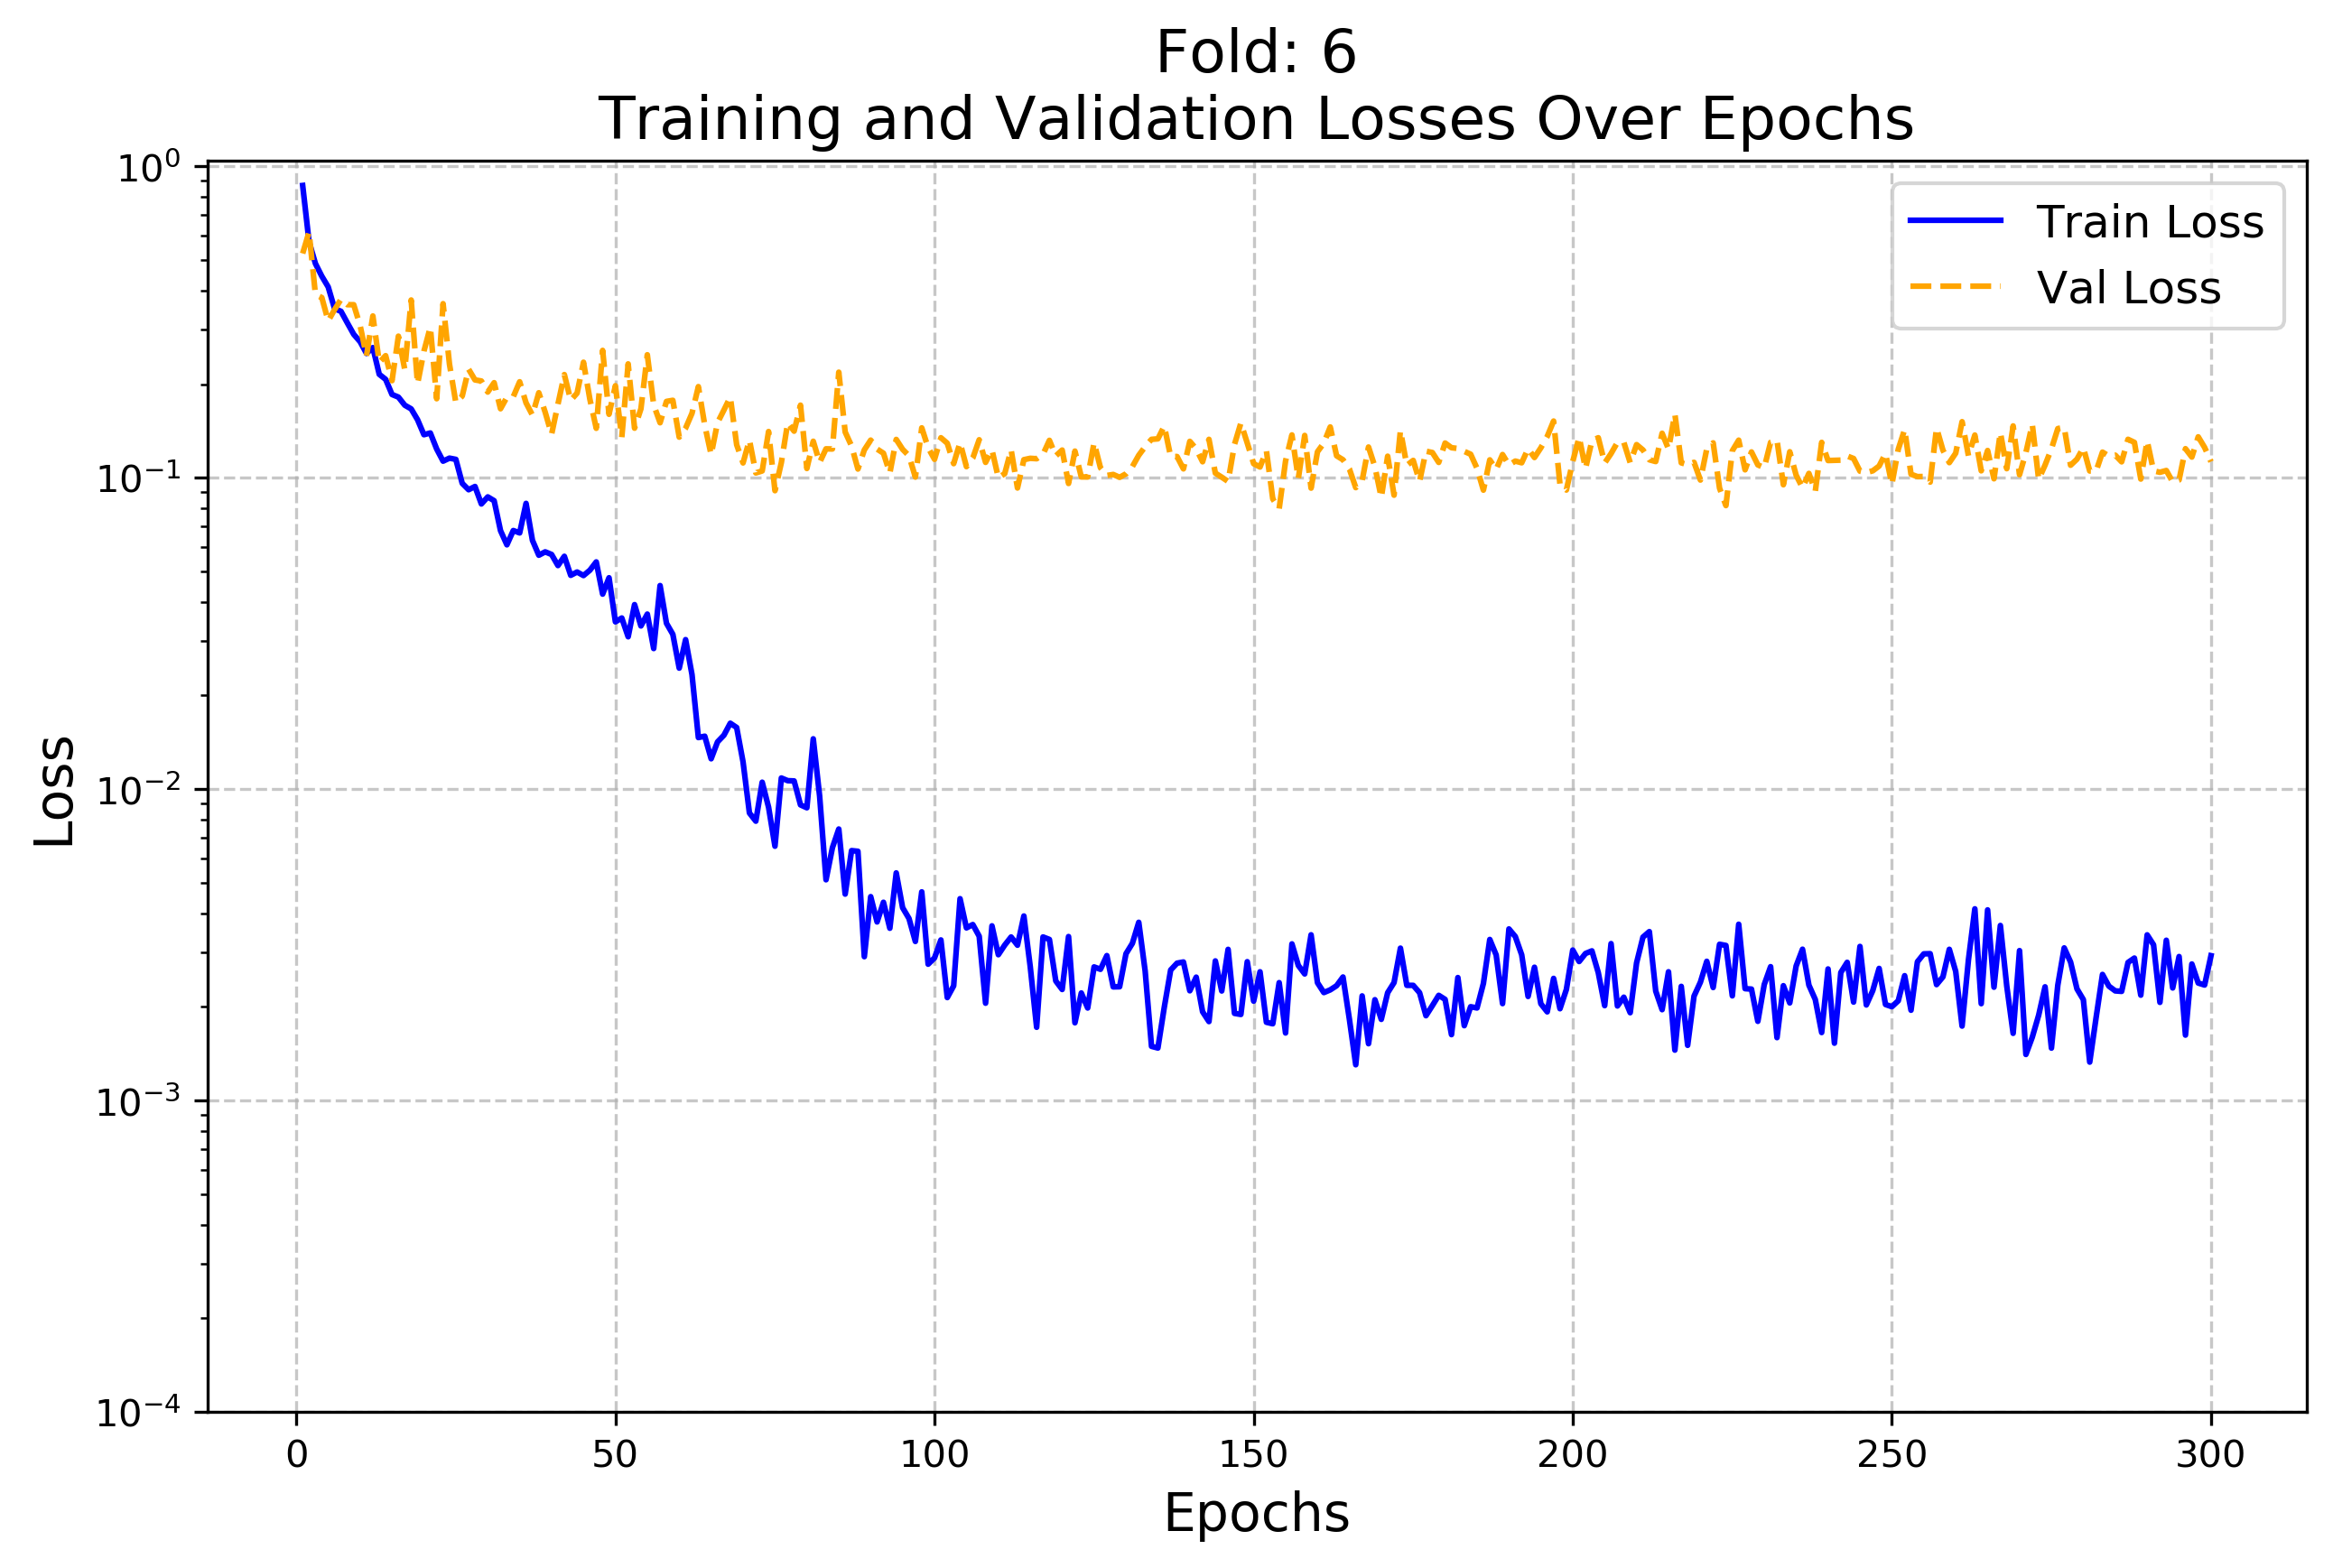 Fold: 6
Training and Validation Losses Over Epochs
Train Loss
Val Loss
Loss
10⁰
10⁻¹
10⁻²
10⁻³
10⁻⁴
0 50 100 150 200 250 300
Epochs